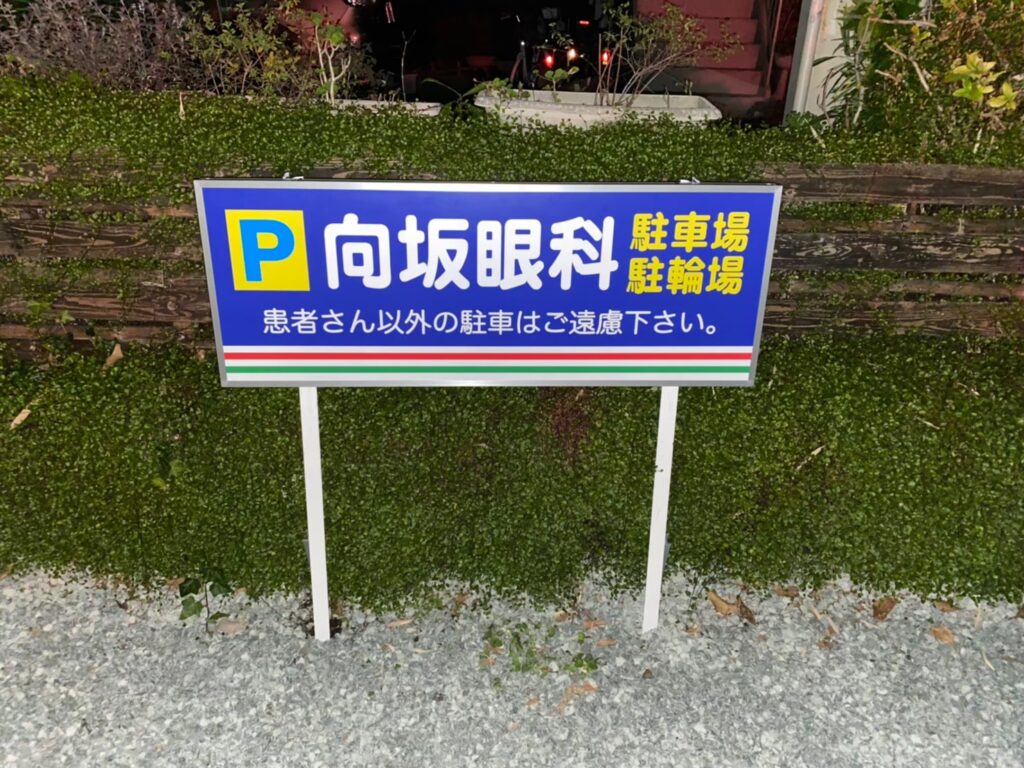 P 向坂眼科 駐車場
駐輪場
患者さん以外の駐車はご遠慮下さい。